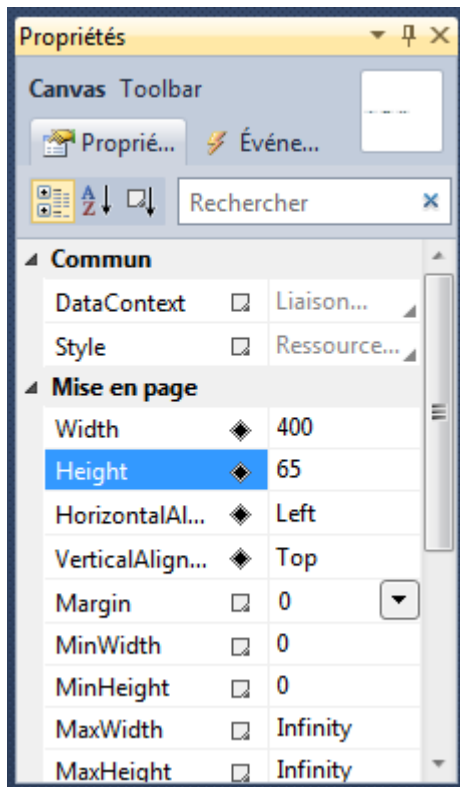 Propriétés
Canvas Toolbar
Proprié... Événe...
Rechercher
Commun
DataContext Liaison...
Style Ressource...
Mise en page
Width 400
Height 65
HorizontalAl... Left
VerticalAlign... Top
Margin 0
MinWidth 0
MinHeight 0
MaxWidth Infinity
MaxHeight Infinity